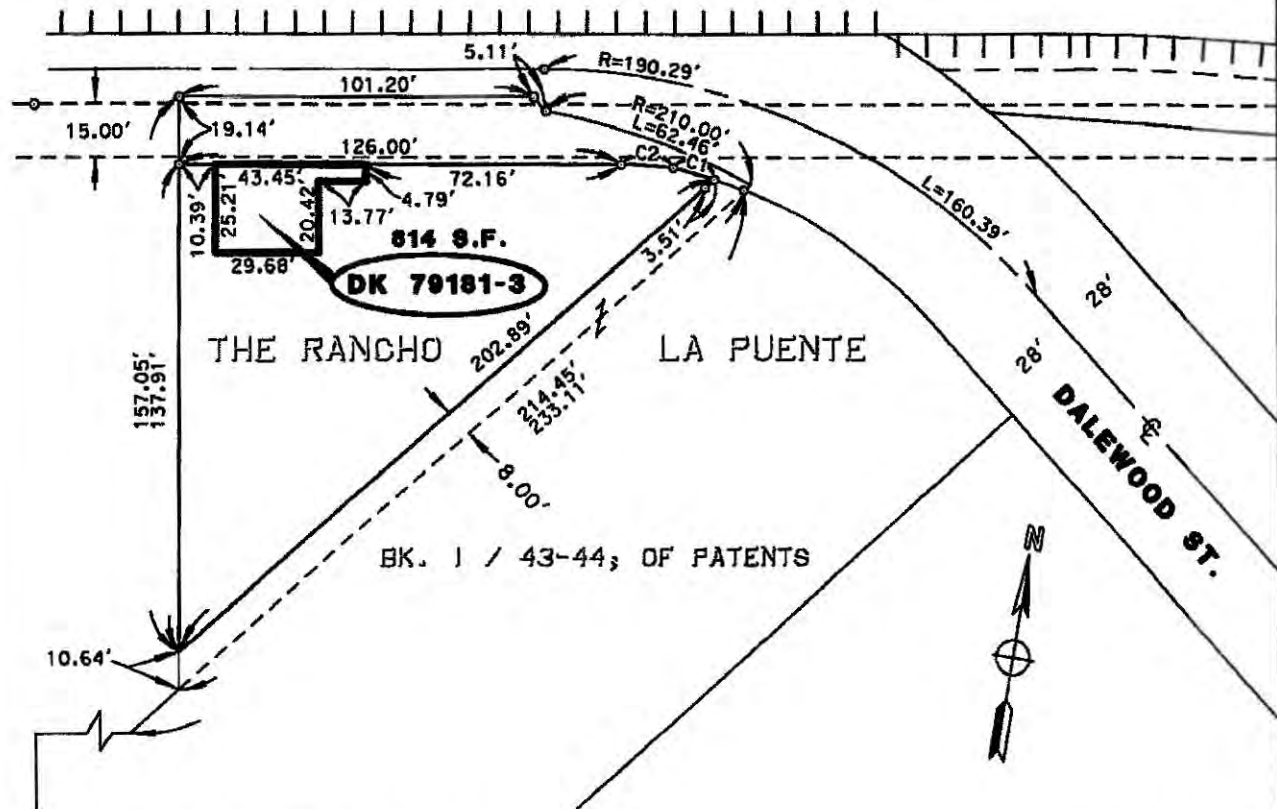 5.11'
R=190.29'
101.20'
R=210.00'
L=62.46'
15.00'
19.14'
126.00'
C2
C1
43.45'
72.16'
4.79'
10.39'
25.21'
20.42'
13.77'
L=160.39'
29.68'
814 S.F.
3.51'
DK 79181-3
28'
THE RANCHO LA PUENTE
202.89'
28'
157.05'
137.91'
214.45'
233.11'
DALEWOOD ST.
8.00'
BK. 1 / 43-44; OF PATENTS
N
10.64'